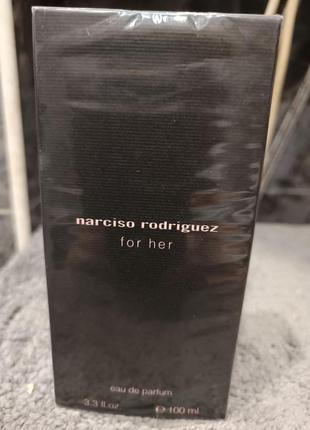 narciso rodriguez
for her
eau de parfum
3.3 fl.oz ℮ 100 ml